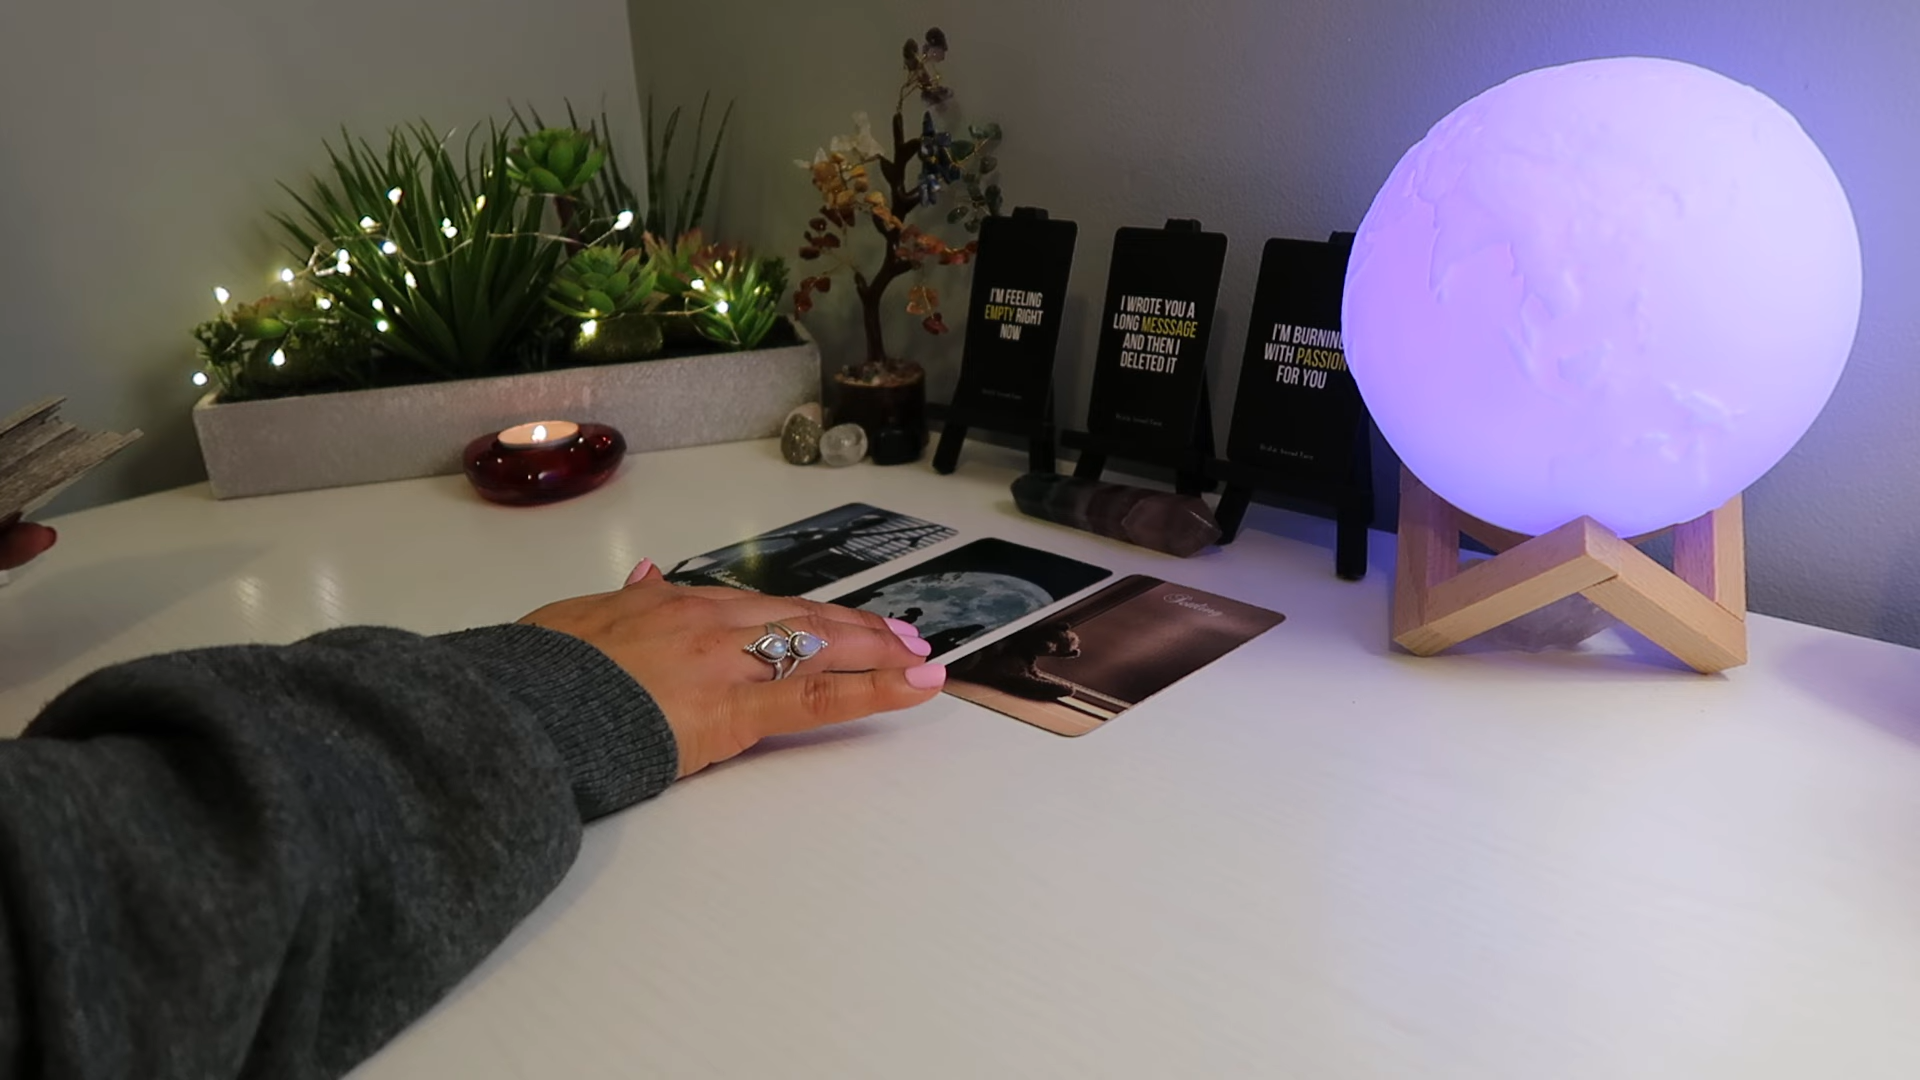 I'M FEELING
EMPTY RIGHT
NOW
I WROTE YOU A
LONG MESSSAGE
AND THEN I
DELETED IT
I'M BURNING
WITH PASSION
FOR YOU